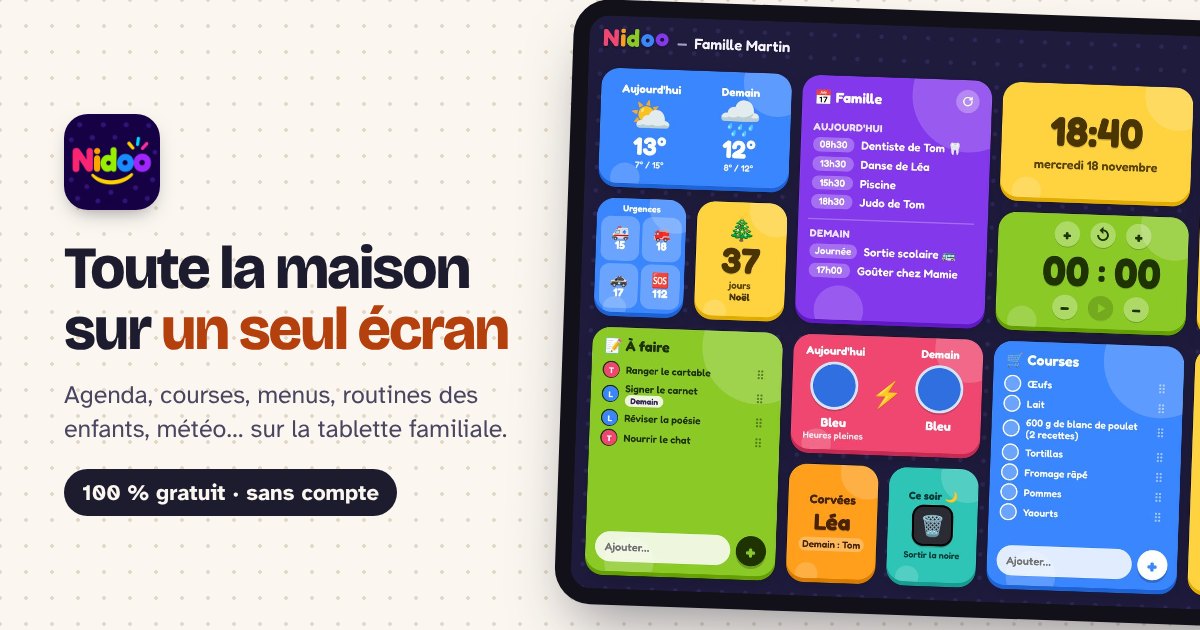 Nidoo
Toute la maison
sur un seul écran
Agenda, courses, menus, routines des
enfants, météo... sur la tablette familiale.
100 % gratuit · sans compte
Nidoo – Famille Martin
Aujourd'hui
13°
7° / 15°
Demain
12°
8° / 12°
Urgences
15
18
17
SOS
112
37
jours
Noël
17
Famille
AUJOURD'HUI
08h30 Dentiste de Tom
13h30 Danse de Léa
15h30 Piscine
18h30 Judo de Tom
DEMAIN
Journée Sortie scolaire
17h00 Goûter chez Mamie
18:40
mercredi 18 novembre
+ +
00 : 00
− −
À faire
T Ranger le cartable
L Signer le carnet
Demain
L Réviser la poésie
T Nourrir le chat
Ajouter...
+
Aujourd'hui
Bleu
Heures pleines
Demain
Bleu
Corvées
Léa
Demain : Tom
Ce soir
Sortir la noire
Courses
Œufs
Lait
600 g de blanc de poulet
(2 recettes)
Tortillas
Fromage râpé
Pommes
Yaourts
Ajouter...
+